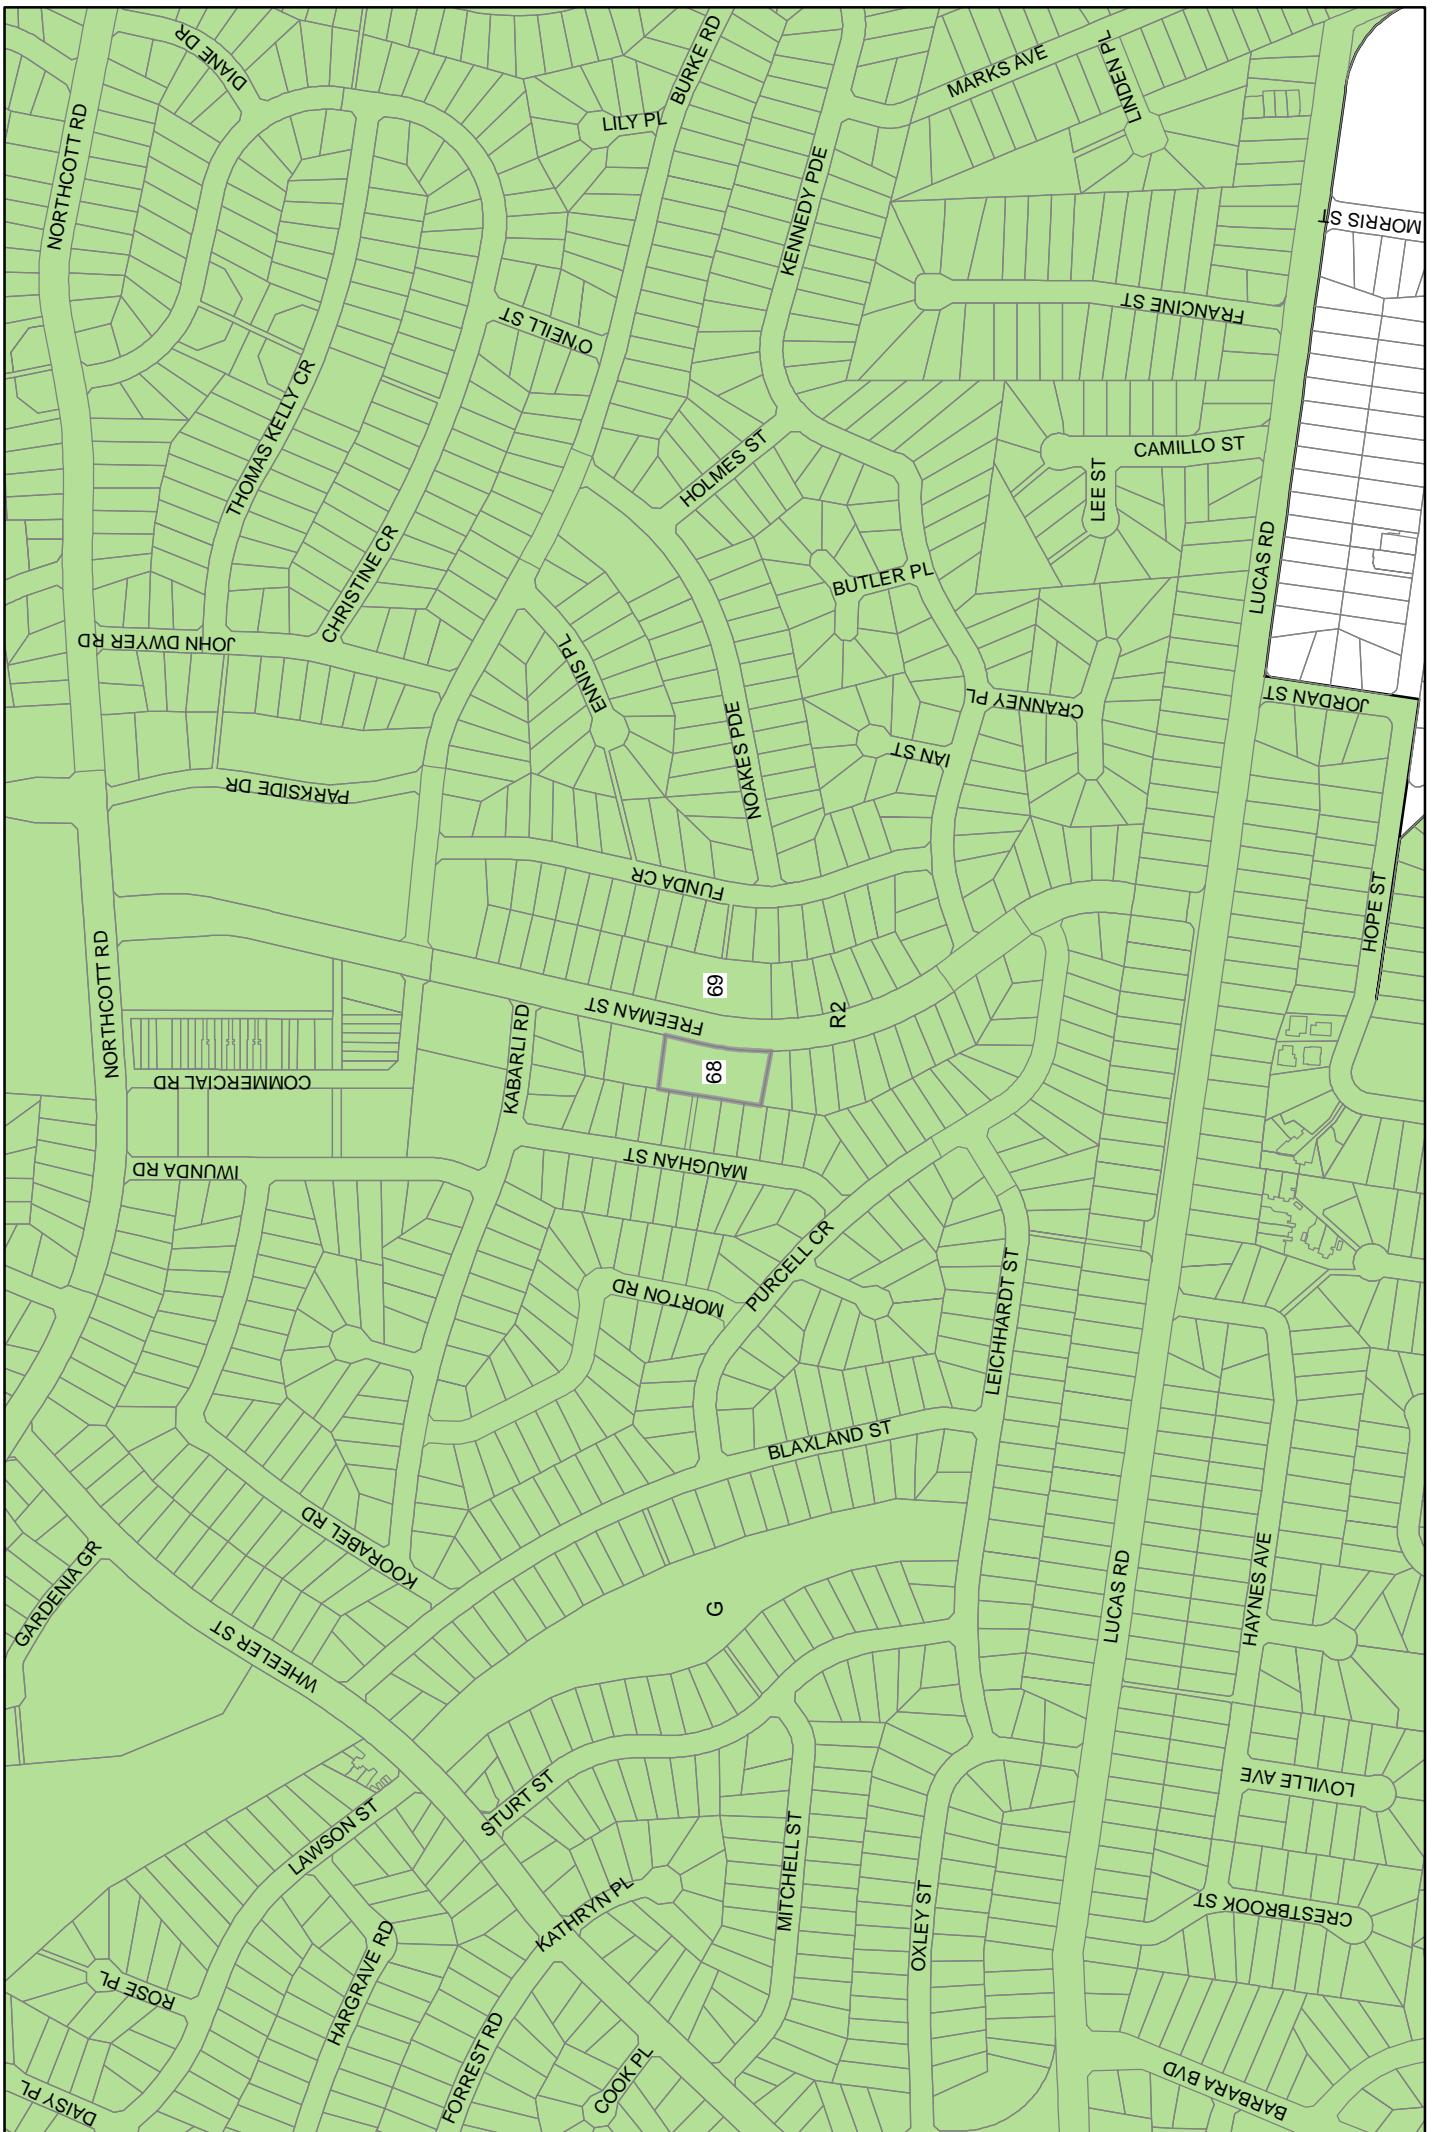 DIANE DR
BURKE RD
MARKS AVE
LINDEN PL
NORTHCOTT RD
LILY PL
KENNEDY PDE
MORRIS ST
FRANCINE ST
O'NEILL ST
THOMAS KELLY CR
CAMILLO ST
HOLMES ST
LEE ST
CHRISTINE CR
LUCAS RD
BUTLER PL
JOHN DWYER RD
ENNIS PL
CRANNEY PL
JORDAN ST
NOAKES PDE
IAN ST
PARKSIDE DR
FUNDA CR
HOPE ST
NORTHCOTT RD
69
R2
FREEMAN ST
KABARLI RD
68
COMMERCIAL RD
IWUNDA RD
MAUGHAN ST
PURCELL CR
MORTON RD
LEICHHARDT ST
BLAXLAND ST
KOORABEL RD
GARDENIA GR
G
LUCAS RD
HAYNES AVE
WHEELER ST
LOVILLE AVE
STURT ST
LAWSON ST
MITCHELL ST
KATHRYN PL
OXLEY ST
CRESTBROOK ST
HARGRAVE RD
ROSE PL
FORREST RD
COOK PL
BARBARA BVD
DAISY PL